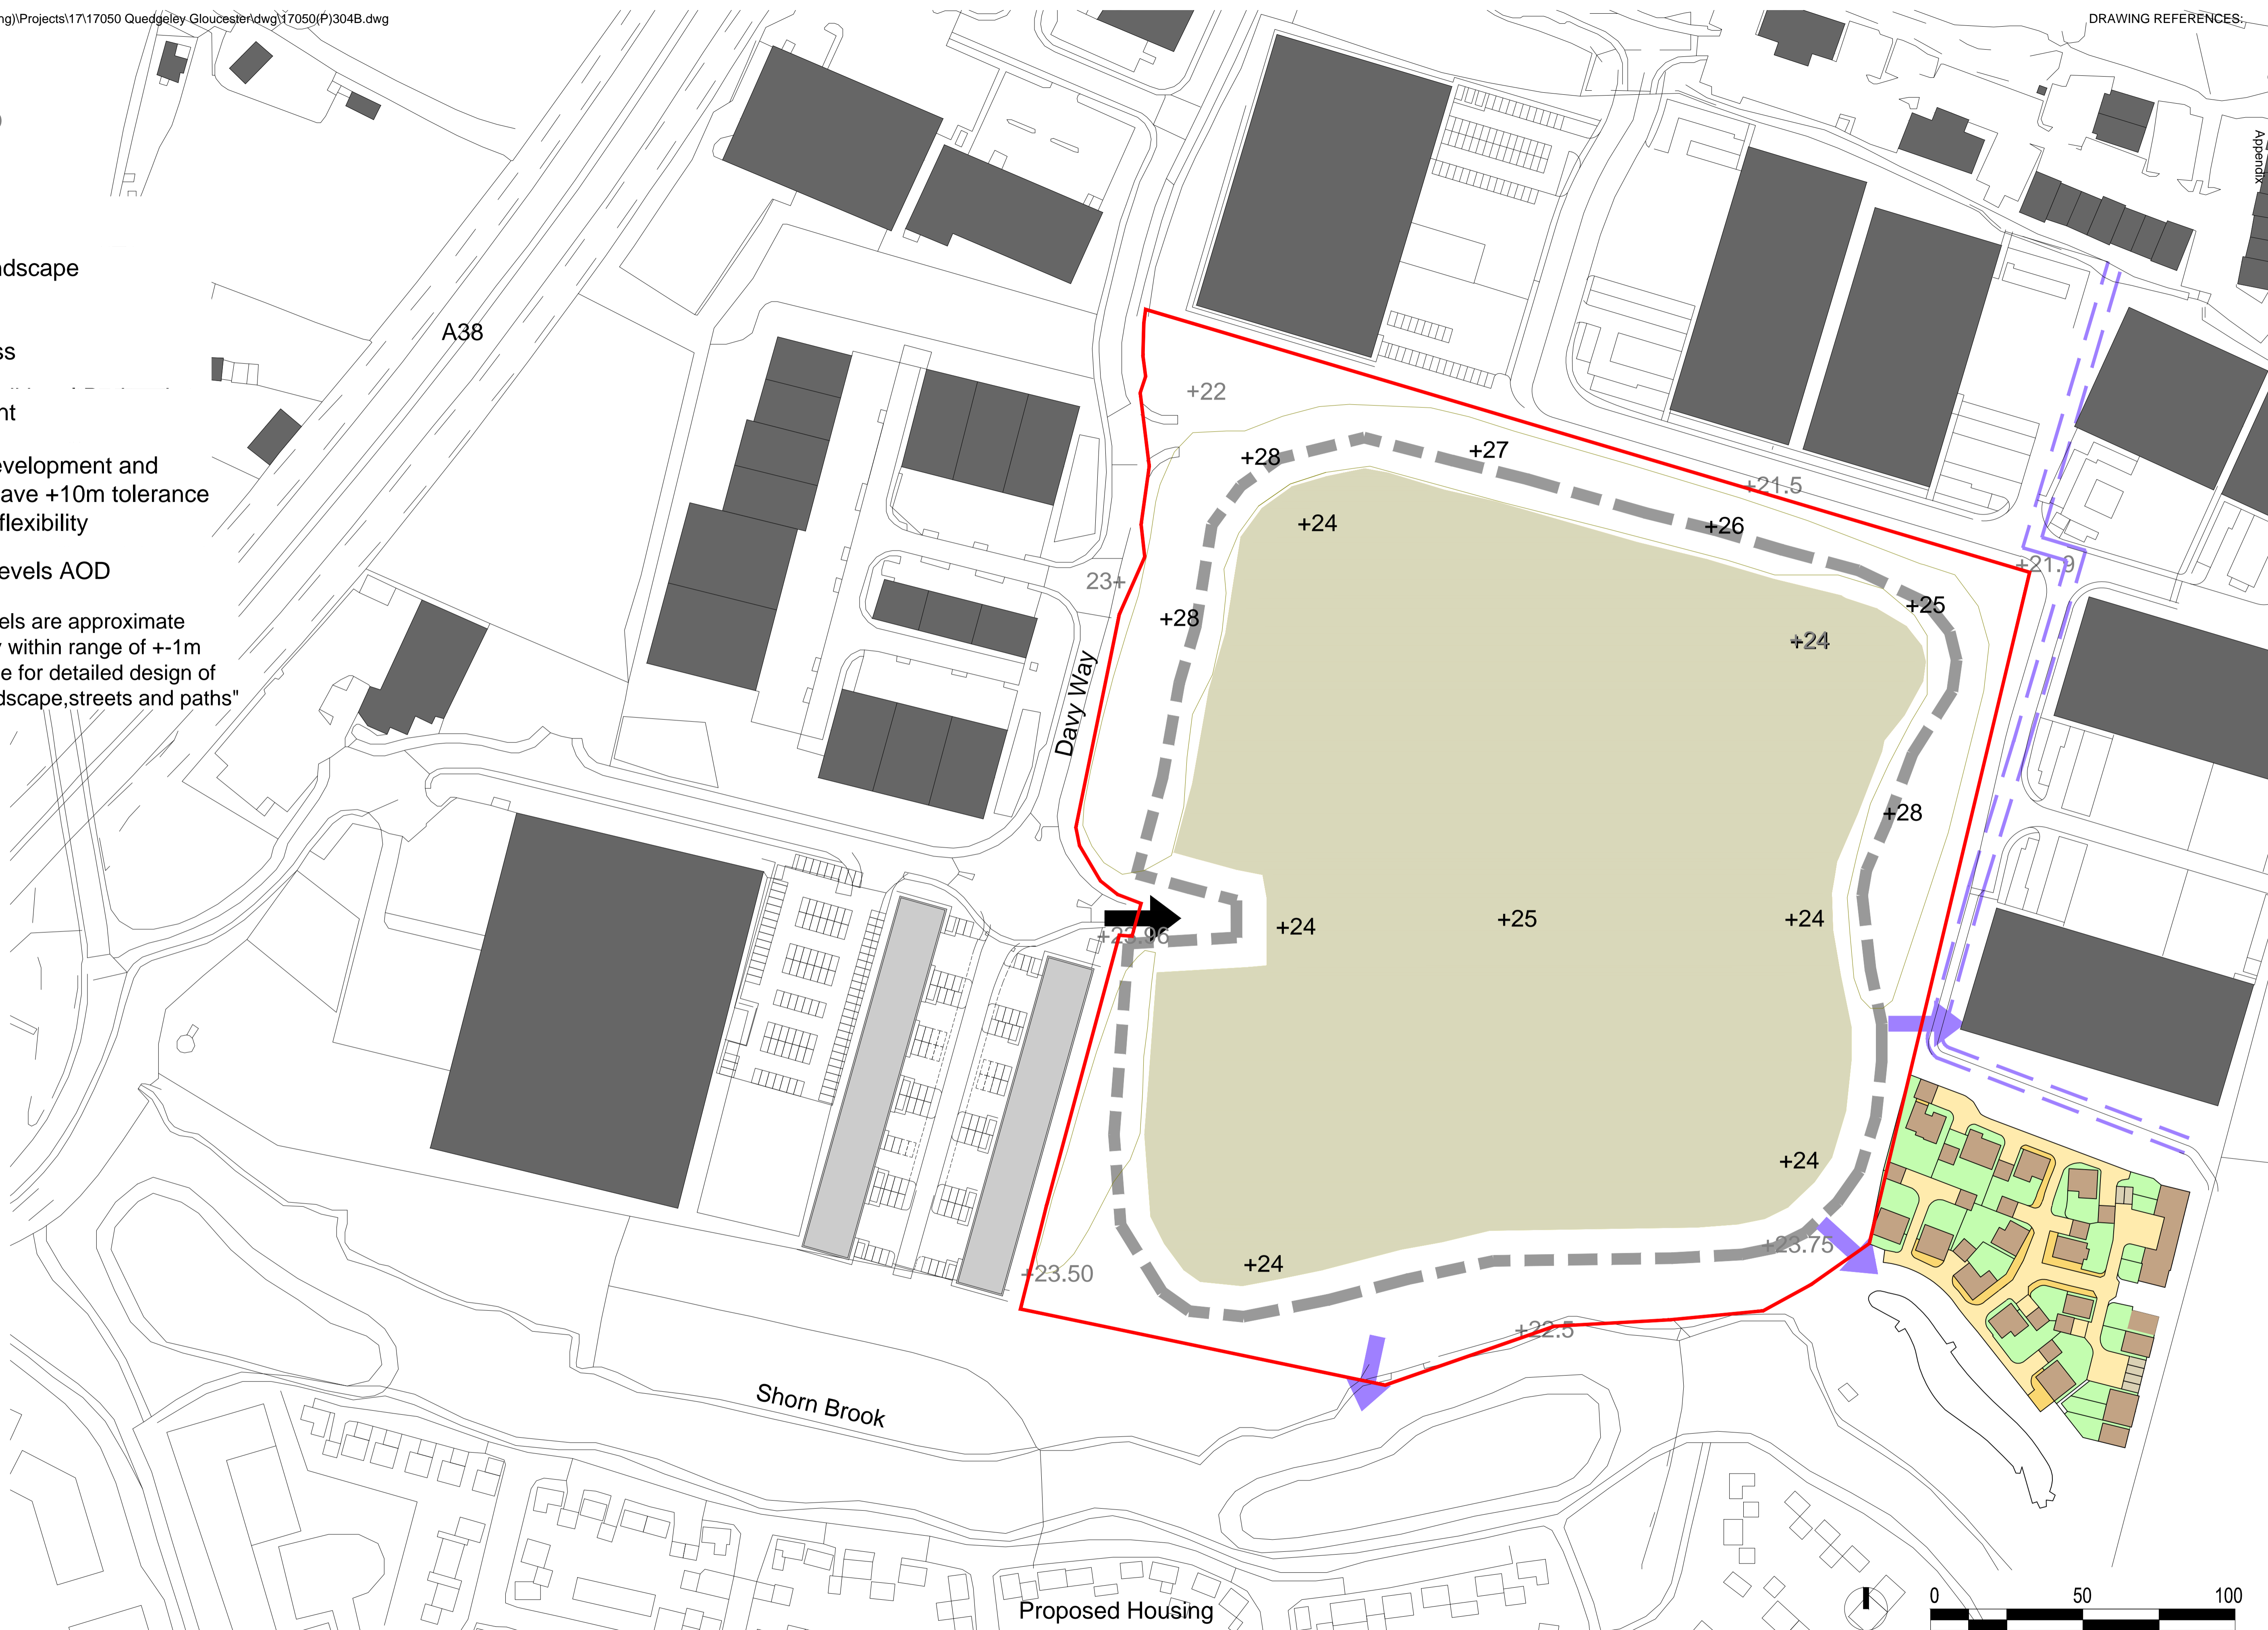 ng)\Projects\17\17050 Quedgeley Gloucester\dwg\17050(P)304B.dwg
DRAWING REFERENCES:
Appendix
)
ndscape
A38
ss
nt
evelopment and
ave +10m tolerance
flexibility
evels AOD
els are approximate
y within range of +-1m
e for detailed design of
dscape,streets and paths"
+22
+28
+27
+21.5
+24
+26
+21.9
23+
+28
+25
+24
Davy Way
+28
+23.96
+24
+25
+24
+24
+23.75
+24
+23.50
+22.5
Shorn Brook
Proposed Housing
0 50 100